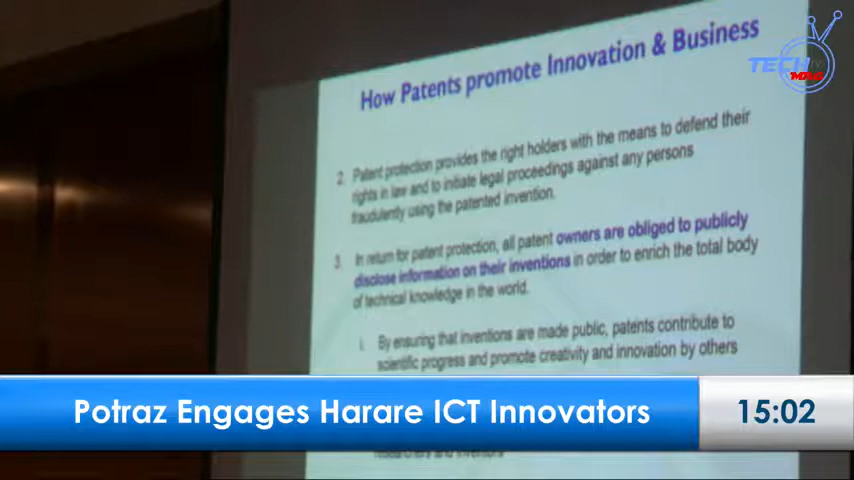 TECH TV
MAG
How Patents promote Innovation & Business
2. Patent protection provides the right holders with the means to defend their
rights in law and to initiate legal proceedings against any persons
fraudulently using the patented invention.
3. In return for patent protection, all patent owners are obliged to publicly
disclose information on their inventions in order to enrich the total body
of technical knowledge in the world.
i. By ensuring that inventions are made public, patents contribute to
scientific progress and promote creativity and innovation by others
Potraz Engages Harare ICT Innovators
15:02
researchers and inventors